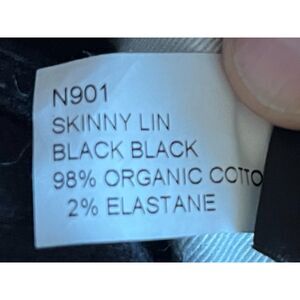 N901
SKINNY LIN
BLACK BLACK
98% ORGANIC COTTO
2% ELASTANE